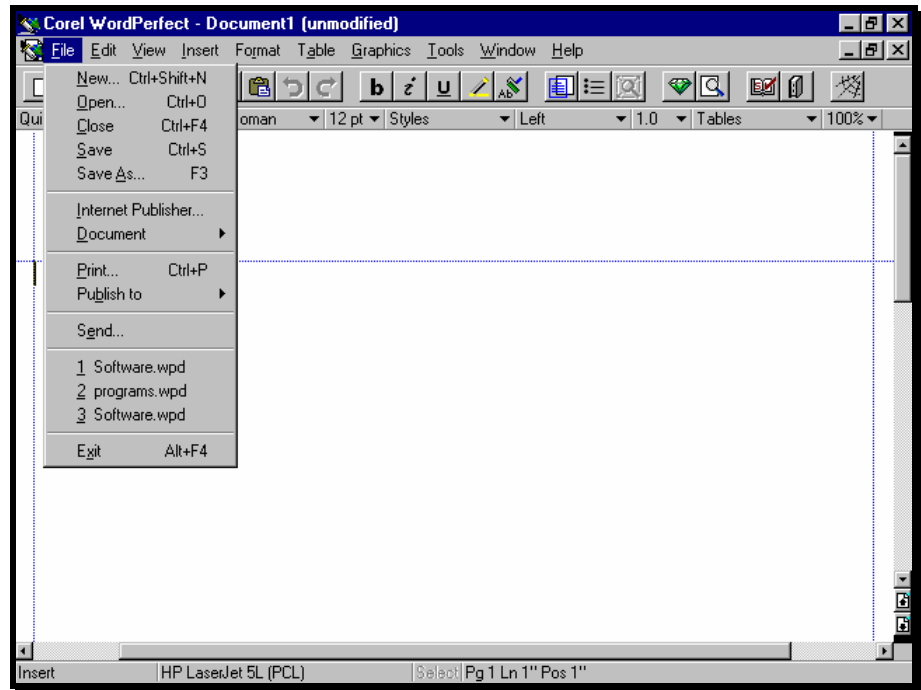 Corel WordPerfect - Document1 (unmodified)
File Edit View Insert Format Table Graphics Tools Window Help
b i u AB
Qui oman 12 pt Styles Left 1.0 Tables 100%
New... Ctrl+Shift+N
Open... Ctrl+O
Close Ctrl+F4
Save Ctrl+S
Save As... F3
Internet Publisher...
Document
Print... Ctrl+P
Publish to
Send...
1 Software.wpd
2 programs.wpd
3 Software.wpd
Exit Alt+F4
Insert HP LaserJet 5L (PCL) Select Pg 1 Ln 1" Pos 1"